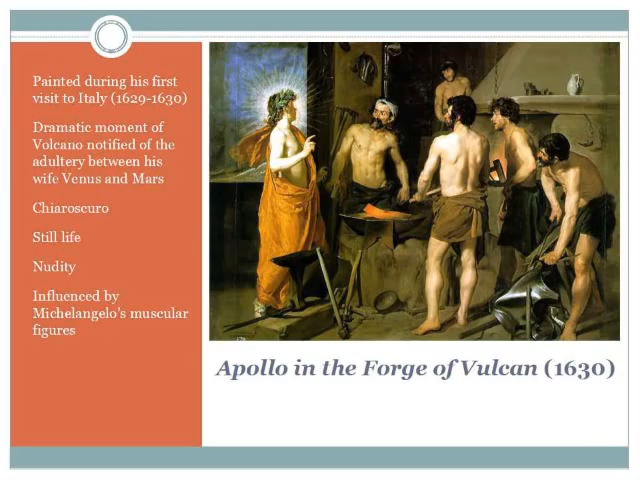 Painted during his first
visit to Italy (1629-1630)
Dramatic moment of
Volcano notified of the
adultery between his
wife Venus and Mars
Chiaroscuro
Still life
Nudity
Influenced by
Michelangelo's muscular
figures
Apollo in the Forge of Vulcan (1630)